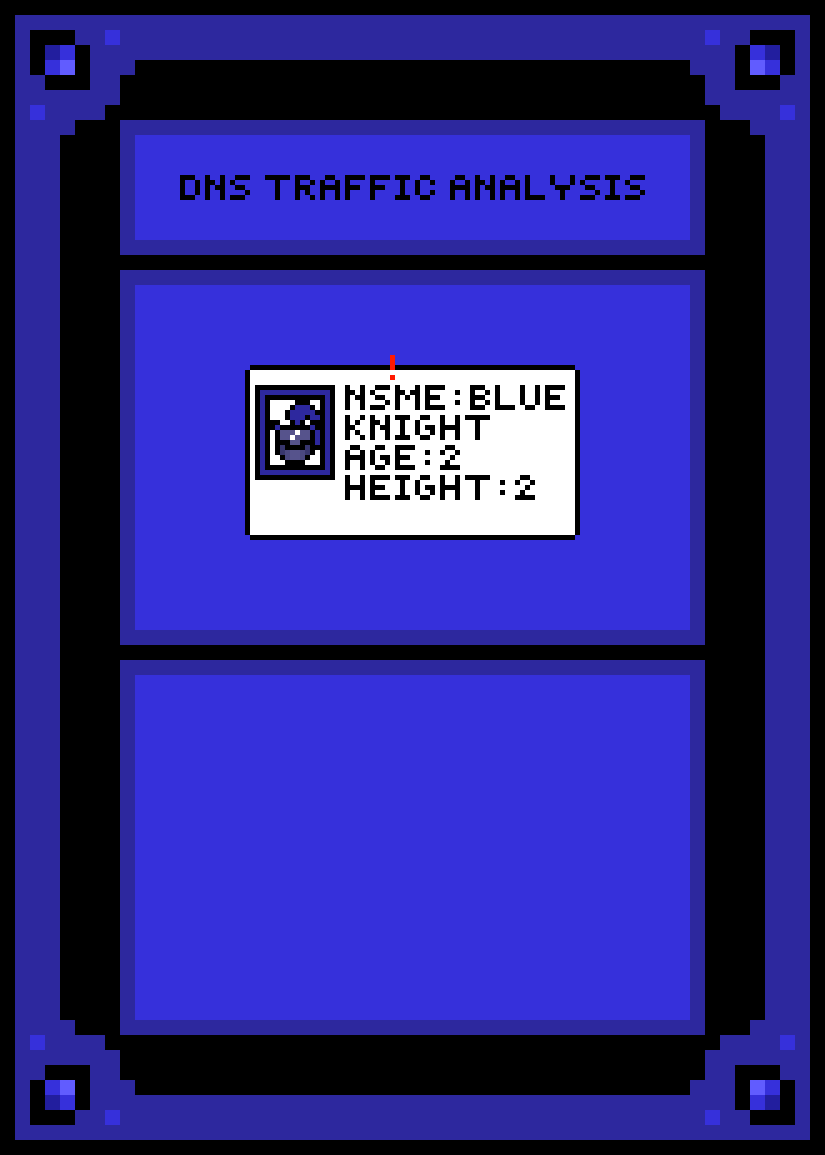 DNS TRAFFIC ANALYSIS
!
NSME:BLUE
KNIGHT
AGE:2
HEIGHT:2